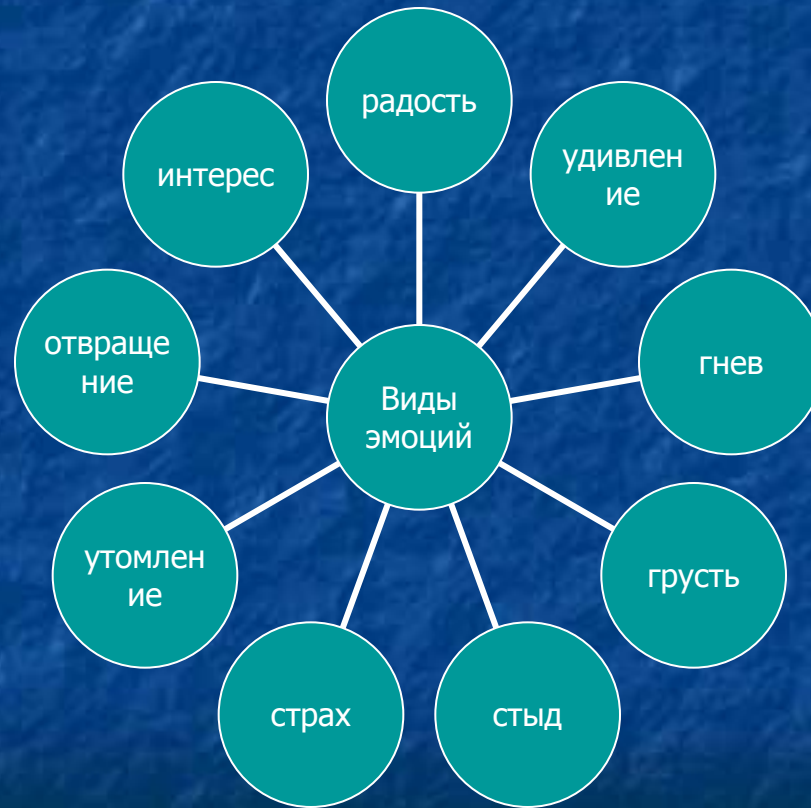 радость
удивлен
ие
гнев
грусть
стыд
страх
утомлен
ие
отвраще
ние
интерес
Виды
эмоций